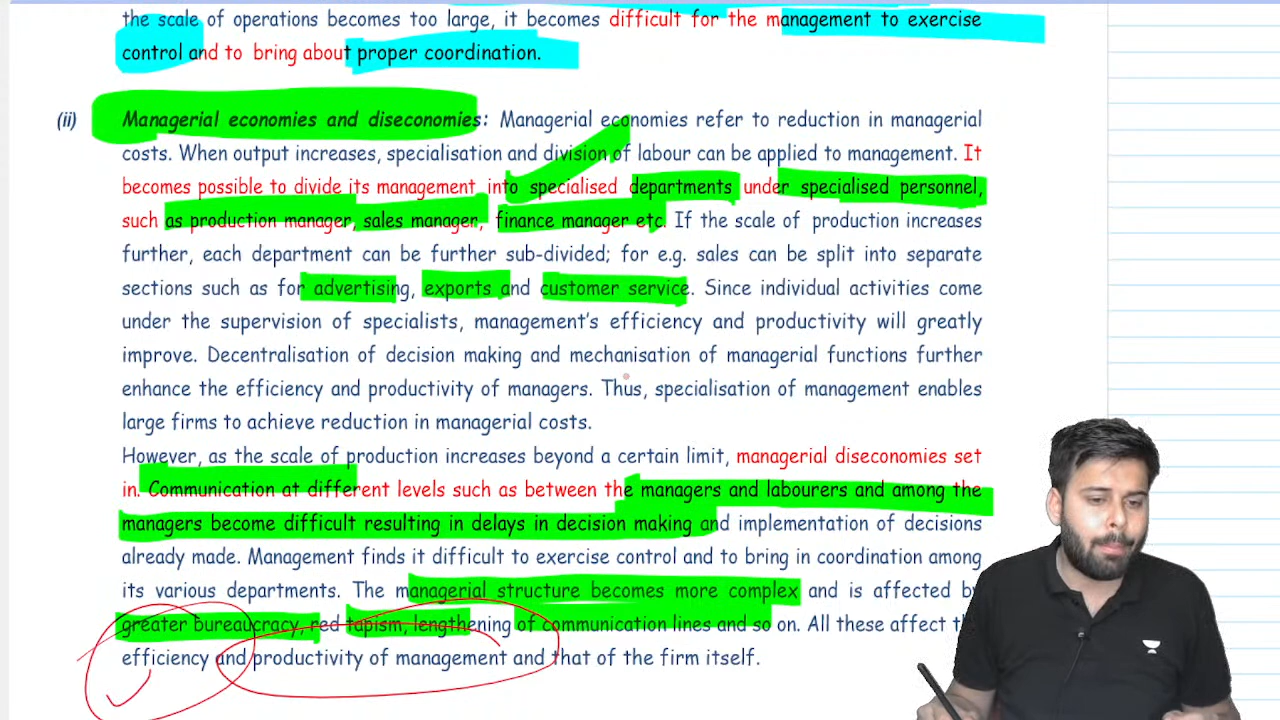 the scale of operations becomes too large, it becomes difficult for the management to exercise
control and to bring about proper coordination.
(ii) Managerial economies and diseconomies: Managerial economies refer to reduction in managerial
costs. When output increases, specialisation and division of labour can be applied to management. It
becomes possible to divide its management into specialised departments under specialised personnel,
such as production manager, sales manager, finance manager etc. If the scale of production increases
further, each department can be further sub-divided; for e.g. sales can be split into separate
sections such as for advertising, exports and customer service. Since individual activities come
under the supervision of specialists, management's efficiency and productivity will greatly
improve. Decentralisation of decision making and mechanisation of managerial functions further
enhance the efficiency and productivity of managers. Thus, specialisation of management enables
large firms to achieve reduction in managerial costs.
However, as the scale of production increases beyond a certain limit, managerial diseconomies set
in. Communication at different levels such as between the managers and labourers and among the
managers become difficult resulting in delays in decision making and implementation of decisions
already made. Management finds it difficult to exercise control and to bring in coordination among
its various departments. The managerial structure becomes more complex and is affected by
greater bureaucracy, red tapism, lengthening of communication lines and so on. All these affect
efficiency and productivity of management and that of the firm itself.